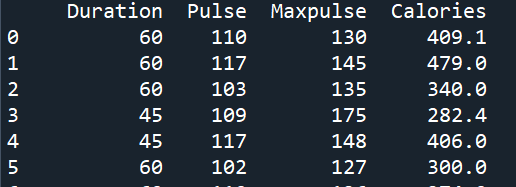 Duration Pulse Maxpulse Calories
0 60 110 130 409.1
1 60 117 145 479.0
2 60 103 135 340.0
3 45 109 175 282.4
4 45 117 148 406.0
5 60 102 127 300.0